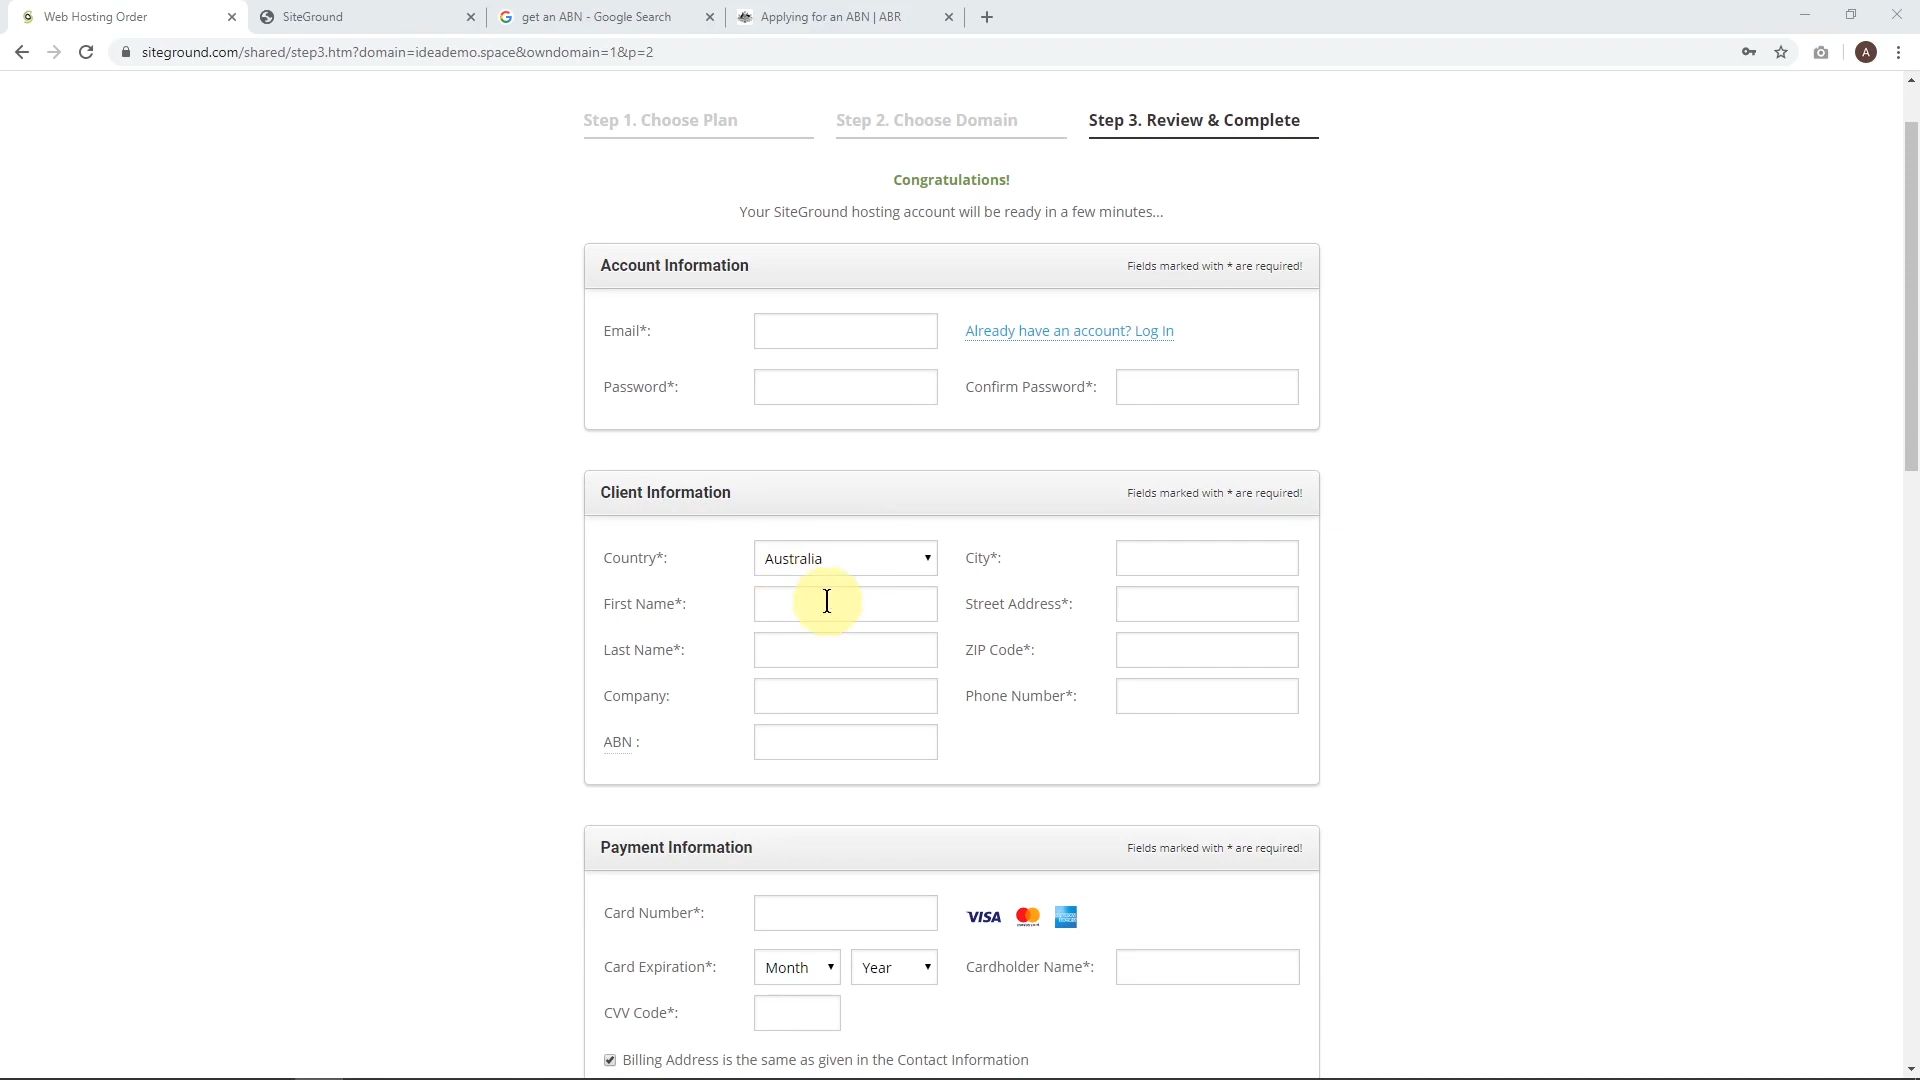 Web Hosting Order
SiteGround
get an ABN - Google Search
Applying for an ABN | ABR
siteground.com/shared/step3.htm?domain=ideademo.space&owndomain=1&p=2
A
Step 1. Choose Plan
Step 2. Choose Domain
Step 3. Review & Complete
Congratulations!
Your SiteGround hosting account will be ready in a few minutes...
Account Information
Fields marked with * are required!
Email*:
Already have an account? Log In
Password*:
Confirm Password*:
Client Information
Fields marked with * are required!
Country*:
Australia
City*:
First Name*:
Street Address*:
Last Name*:
ZIP Code*:
Company:
Phone Number*:
ABN :
Payment Information
Fields marked with * are required!
Card Number*:
VISA
Card Expiration*:
Month
Year
Cardholder Name*:
CVV Code*:
Billing Address is the same as given in the Contact Information